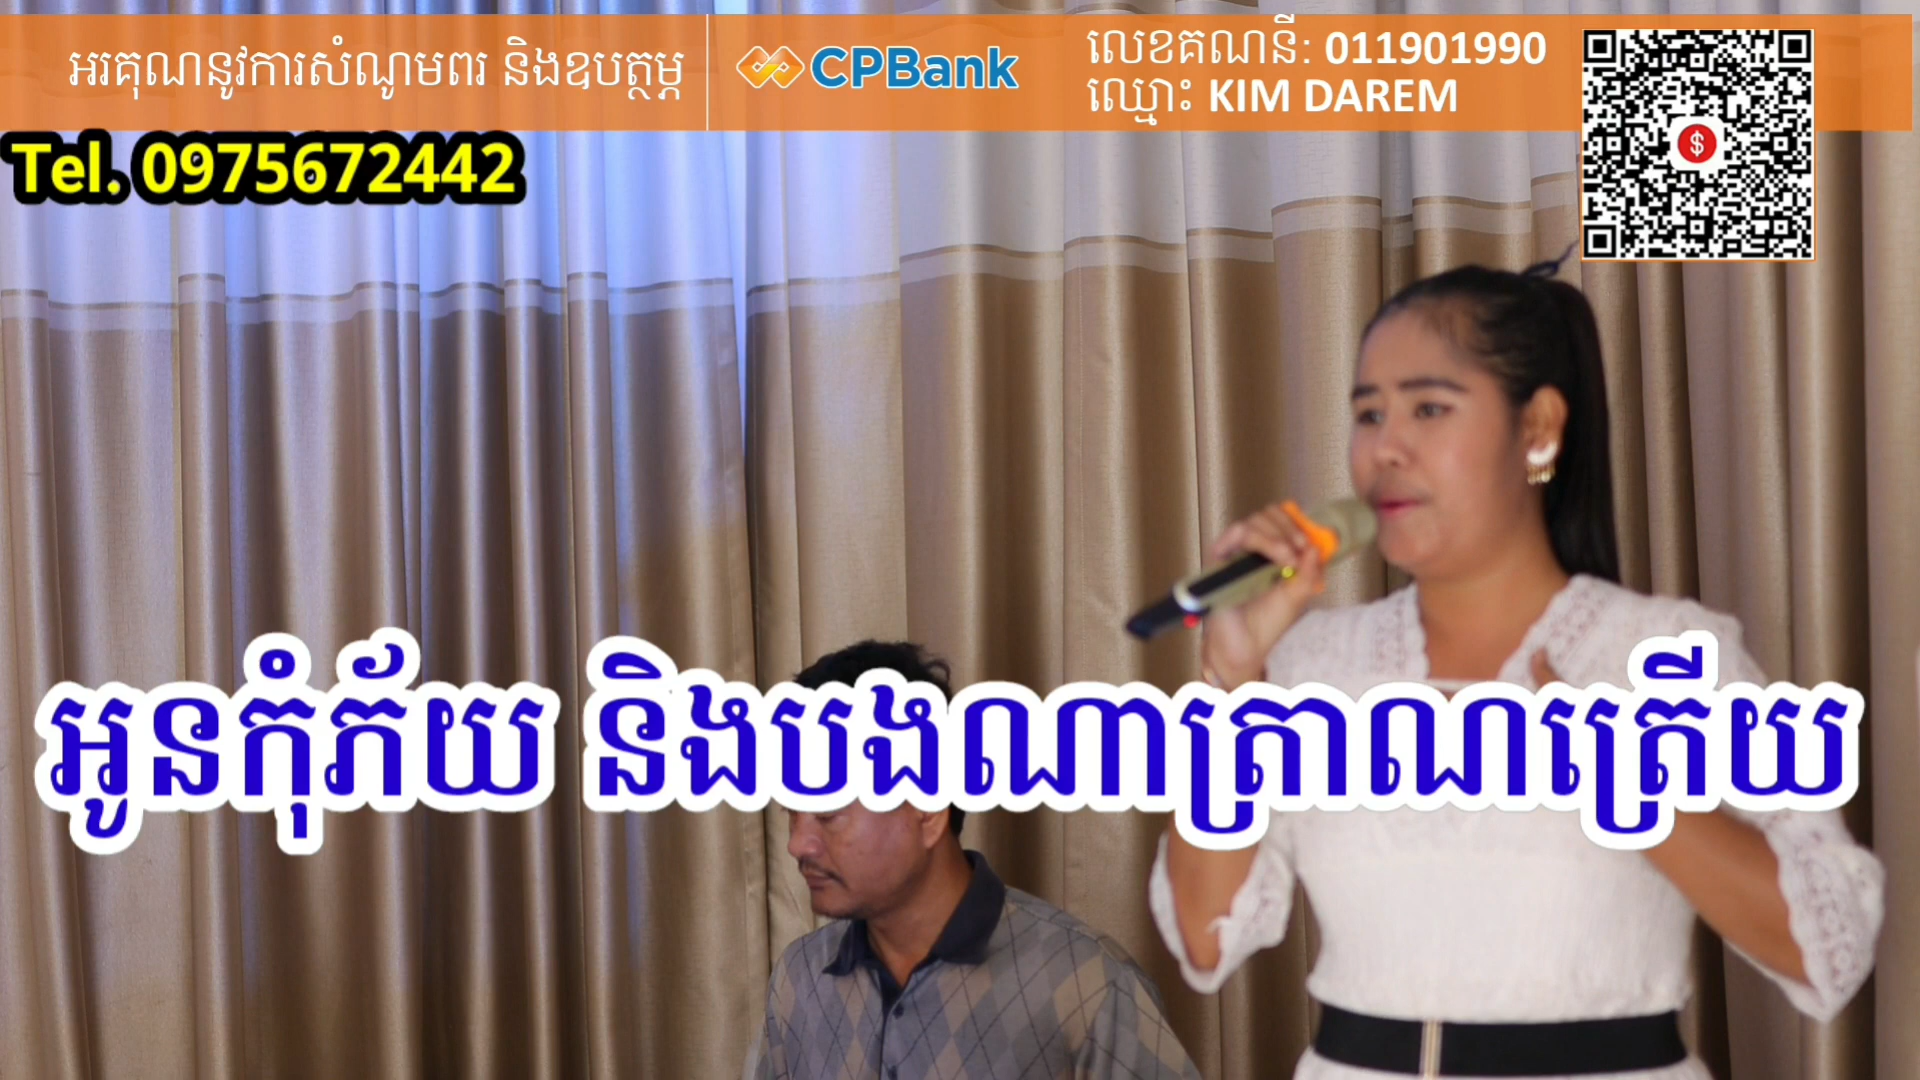 អរគុណនូវការសំណូមពរ និងឧបត្ថម្ភ
CPBank
លេខគណនី: 011901990
ឈ្មោះ KIM DAREM
Tel. 0975672442
អូនកុំភ័យ និងបងណាត្រាណត្រើយ